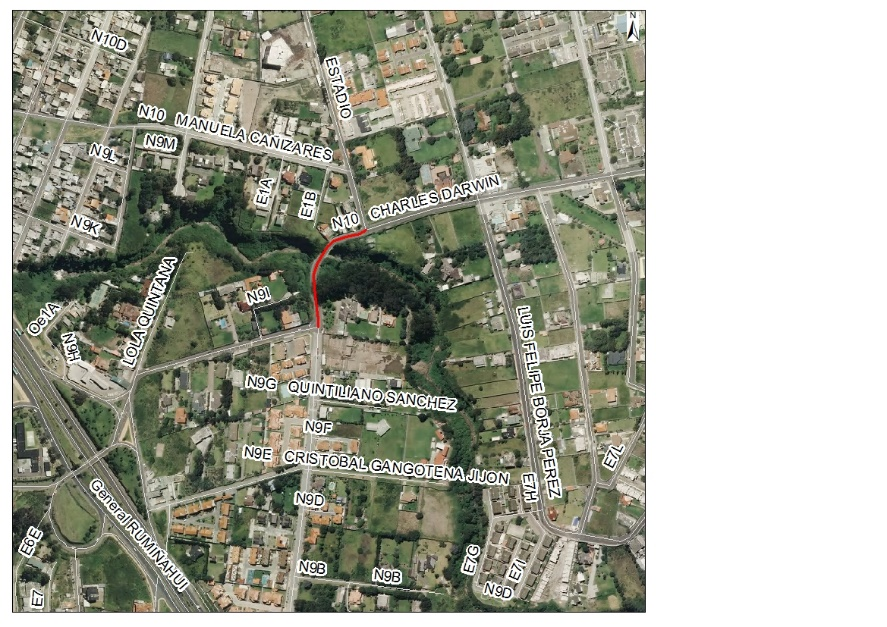 N
N10D
ESTADIO
N10 MANUELA CAÑIZARES
N9M
N9L
E1A
E1B
N10 CHARLES DARWIN
N9K
LOLA QUINTANA
N9I
Oe1A
N9H
LUIS FELIPE BORJA PEREZ
N9G QUINTILIANO SANCHEZ
N9F
N9E CRISTOBAL GANGOTENA JIJON
E7L
E7H
General RUMIÑAHUI
N9D
E6E
E7G
E7I
N9B
N9B
N9D
E7